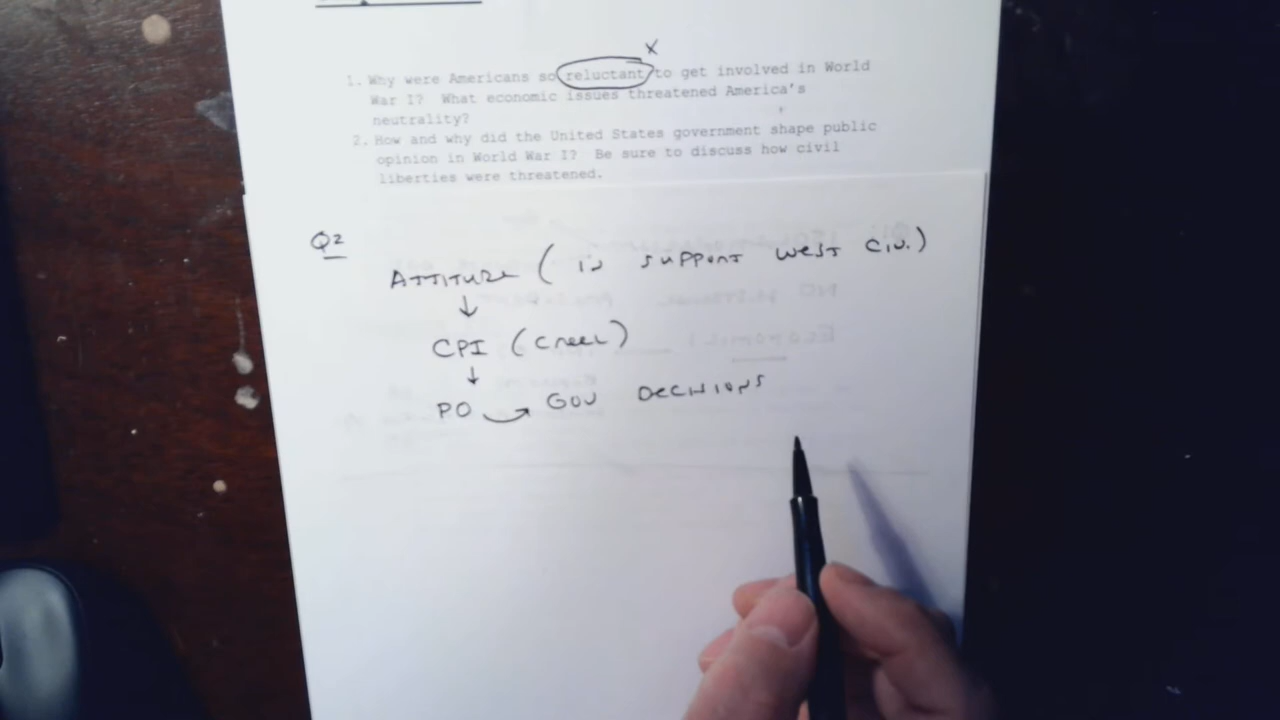 x
1. Why were Americans so reluctant to get involved in World
War I? What economic issues threatened America's
neutrality?
2. How and why did the United States government shape public
opinion in World War I? Be sure to discuss how civil
liberties were threatened.
Q2
ATTITUDE ( IS SUPPORT WEST CIV.)
↓
CPI (Creel)
↓
PO → GOV DECISIONS